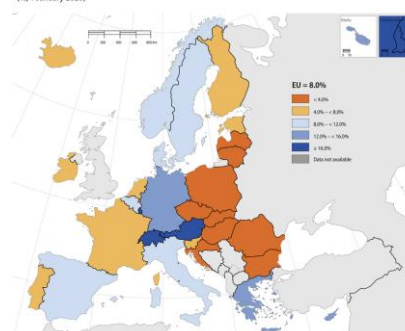 EU = 8.0%
< 4.0%
4.0% – < 8.0%
8.0% – < 12.0%
12.0% – < 16.0%
≥ 16.0%
Data not available
Malta